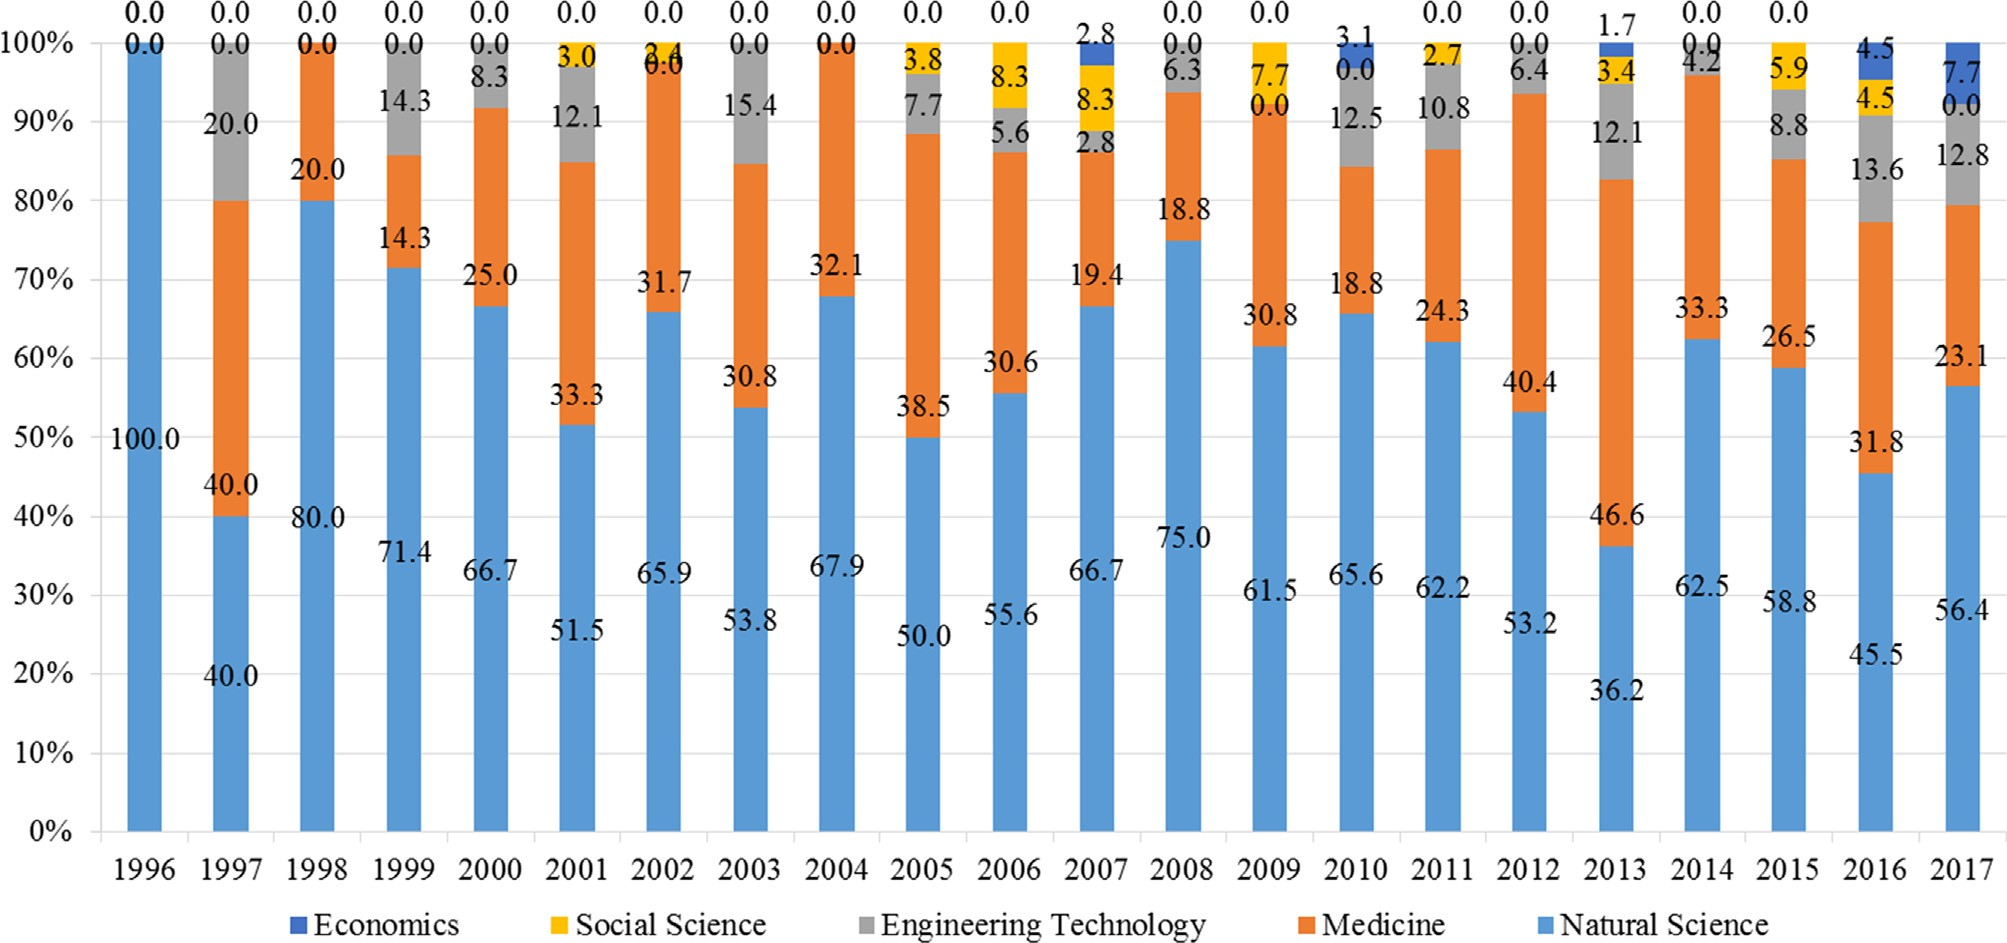 0.0 0.0 0.0 0.0 0.0 0.0 0.0 0.0 0.0 0.0 0.0 2.8 0.0 0.0 3.1 0.0 0.0 1.7 0.0 0.0
100% 0.0 0.0 0.0 0.0 0.0 3.0 2.4 0.0 0.0 3.8 8.3 8.3 0.0 7.7 0.0 2.7 0.0 3.4 0.0 5.9 4.5 7.7
20.0 14.3 8.3 12.1 0.0 15.4 7.7 5.6 2.8 6.3 0.0 12.5 10.8 6.4 12.1 4.2 8.8 4.5 0.0
90% 13.6 12.8
80% 40.0 20.0 14.3 25.0 33.3 31.7 30.8 32.1 38.5 30.6 19.4 18.8 30.8 18.8 24.3 40.4 46.6 33.3 26.5 31.8 23.1
70%
60%
50% 100.0 40.0 80.0 71.4 66.7 51.5 65.9 53.8 67.9 50.0 55.6 66.7 75.0 61.5 65.6 62.2 53.2 36.2 62.5 58.8 45.5 56.4
40%
30%
20%
10%
0%
1996 1997 1998 1999 2000 2001 2002 2003 2004 2005 2006 2007 2008 2009 2010 2011 2012 2013 2014 2015 2016 2017
Economics Social Science Engineering Technology Medicine Natural Science